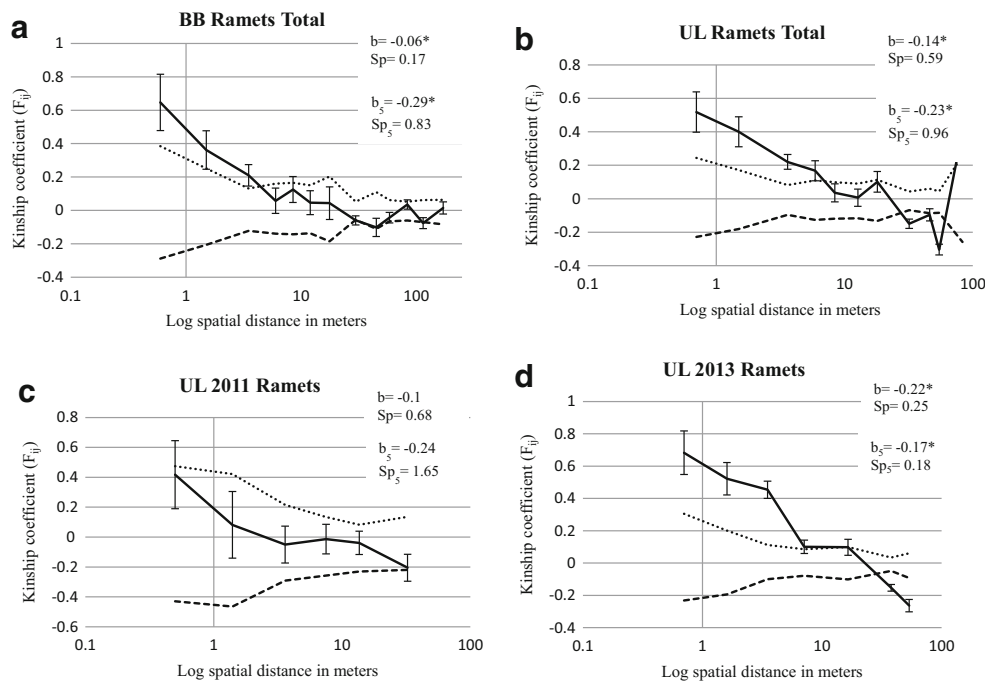 a
BB Ramets Total
b= -0.06*
Sp= 0.17
b5= -0.29*
Sp5= 0.83
Kinship coefficient (Fij)
1
0.8
0.6
0.4
0.2
0
-0.2
-0.4
0.1 1 10 100
Log spatial distance in meters
b
UL Ramets Total
b= -0.14*
Sp= 0.59
b5= -0.23*
Sp5= 0.96
Kinship coefficient (Fij)
0.8
0.6
0.4
0.2
0
-0.2
-0.4
0.1 1 10 100
Log spatial distance in meters
c
UL 2011 Ramets
b= -0.1
Sp= 0.68
b5= -0.24
Sp5= 1.65
Kinship coefficient (Fij)
0.8
0.6
0.4
0.2
0
-0.2
-0.4
-0.6
0.1 1 10 100
Log spatial distance in meters
d
UL 2013 Ramets
b= -0.22*
Sp= 0.25
b5= -0.17*
Sp5= 0.18
Kinship coefficient (Fij)
1
0.8
0.6
0.4
0.2
0
-0.2
-0.4
0.1 1 10 100
Log spatial distance in meters